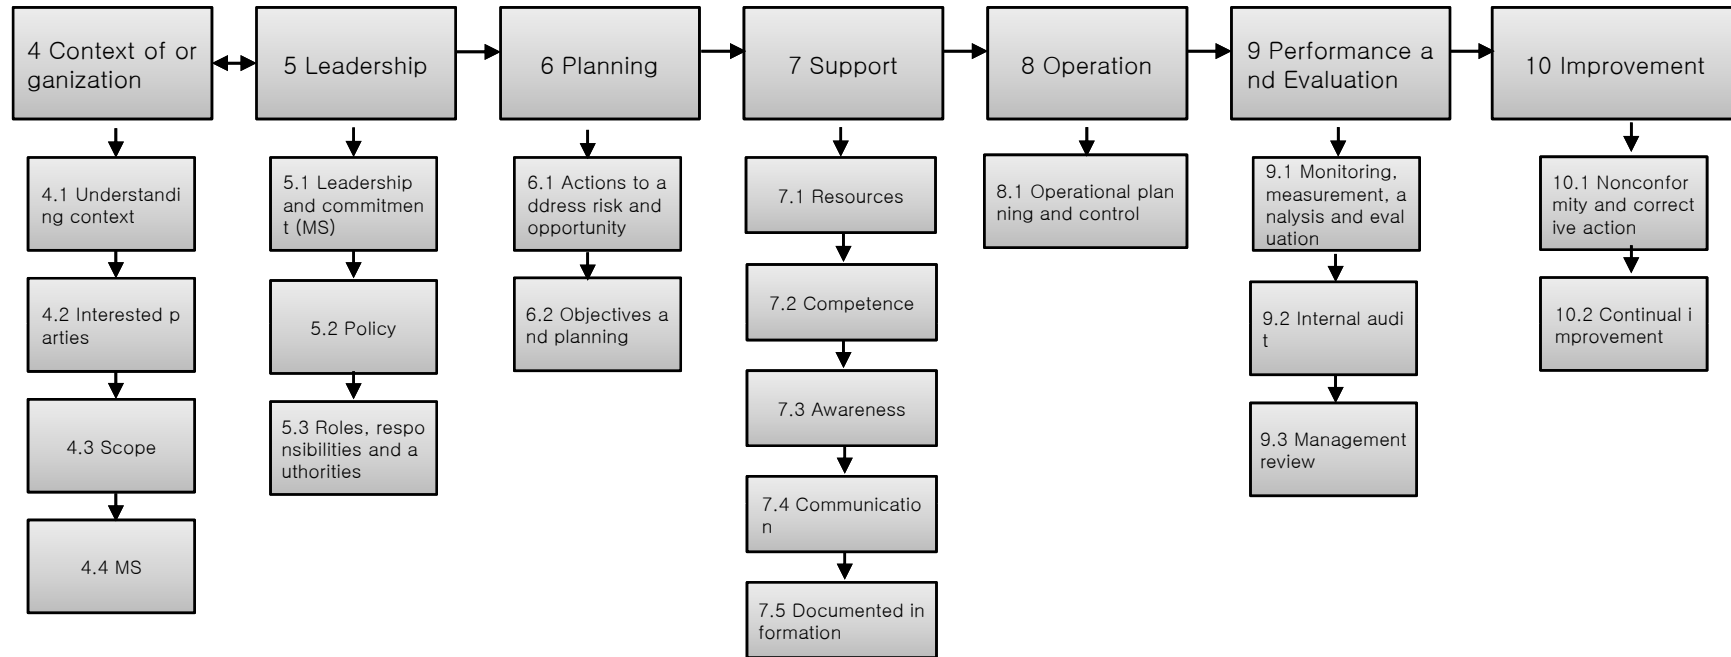 4 Context of or
ganization
5 Leadership
6 Planning
7 Support
8 Operation
9 Performance a
nd Evaluation
10 Improvement
4.1 Understandi
ng context
4.2 Interested p
arties
4.3 Scope
4.4 MS
5.1 Leadership
and commitmen
t (MS)
5.2 Policy
5.3 Roles, respo
nsibilities and a
uthorities
6.1 Actions to a
ddress risk and
opportunity
6.2 Objectives a
nd planning
7.1 Resources
7.2 Competence
7.3 Awareness
7.4 Communicatio
n
7.5 Documented in
formation
8.1 Operational plan
ning and control
9.1 Monitoring,
measurement, a
nalysis and eval
uation
9.2 Internal audi
t
9.3 Management
review
10.1 Nonconfor
mity and correct
ive action
10.2 Continual i
mprovement